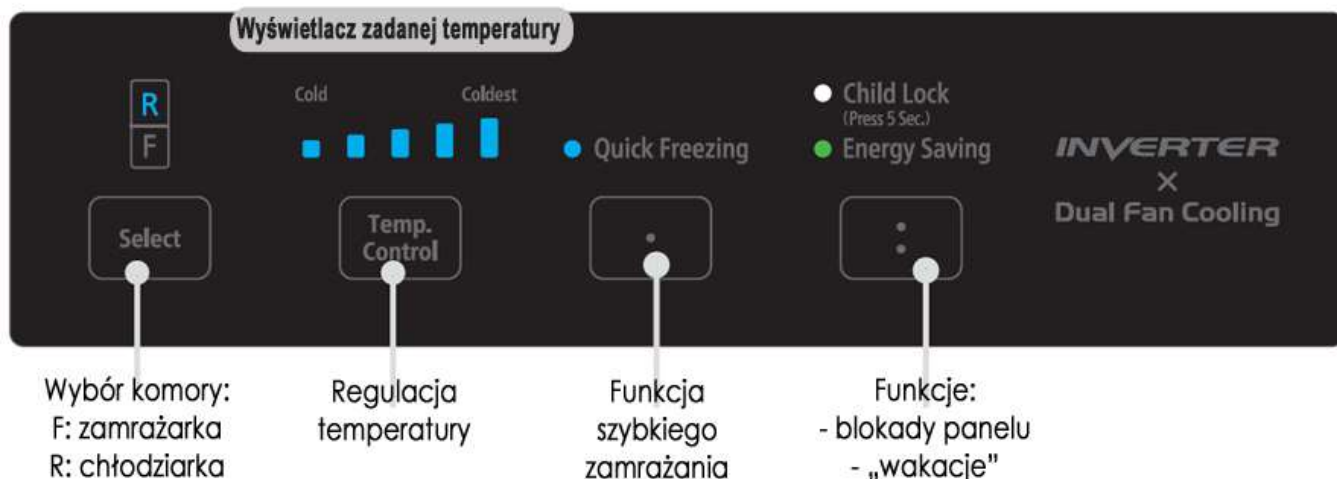 Wyświetlacz zadanej temperatury
R
F
Cold
Coldest
Quick Freezing
Child Lock
(Press 5 Sec.)
Energy Saving
INVERTER
×
Dual Fan Cooling
Select
Temp.
Control
Wybór komory:
F: zamrażarka
R: chłodziarka
Regulacja
temperatury
Funkcja
szybkiego
zamrażania
Funkcje:
- blokady panelu
- „wakacje”